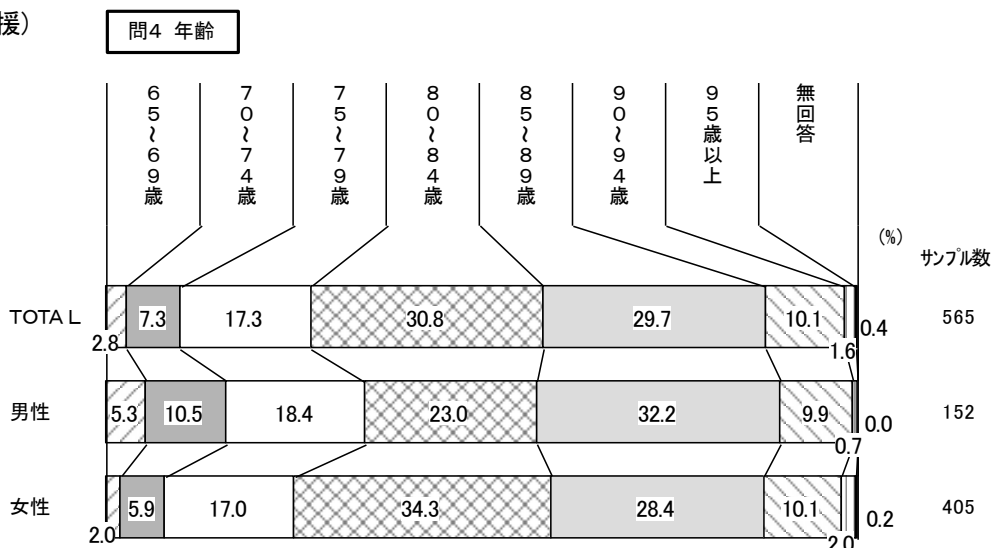 援）
問4 年齢
65～69歳
70～74歳
75～79歳
80～84歳
85～89歳
90～94歳
95歳以上
無回答
(%)
サンプル数
TOTAL 2.8 7.3 17.3 30.8 29.7 10.1 1.6 0.4 565
男性 5.3 10.5 18.4 23.0 32.2 9.9 0.7 0.0 152
女性 2.0 5.9 17.0 34.3 28.4 10.1 2.0 0.2 405